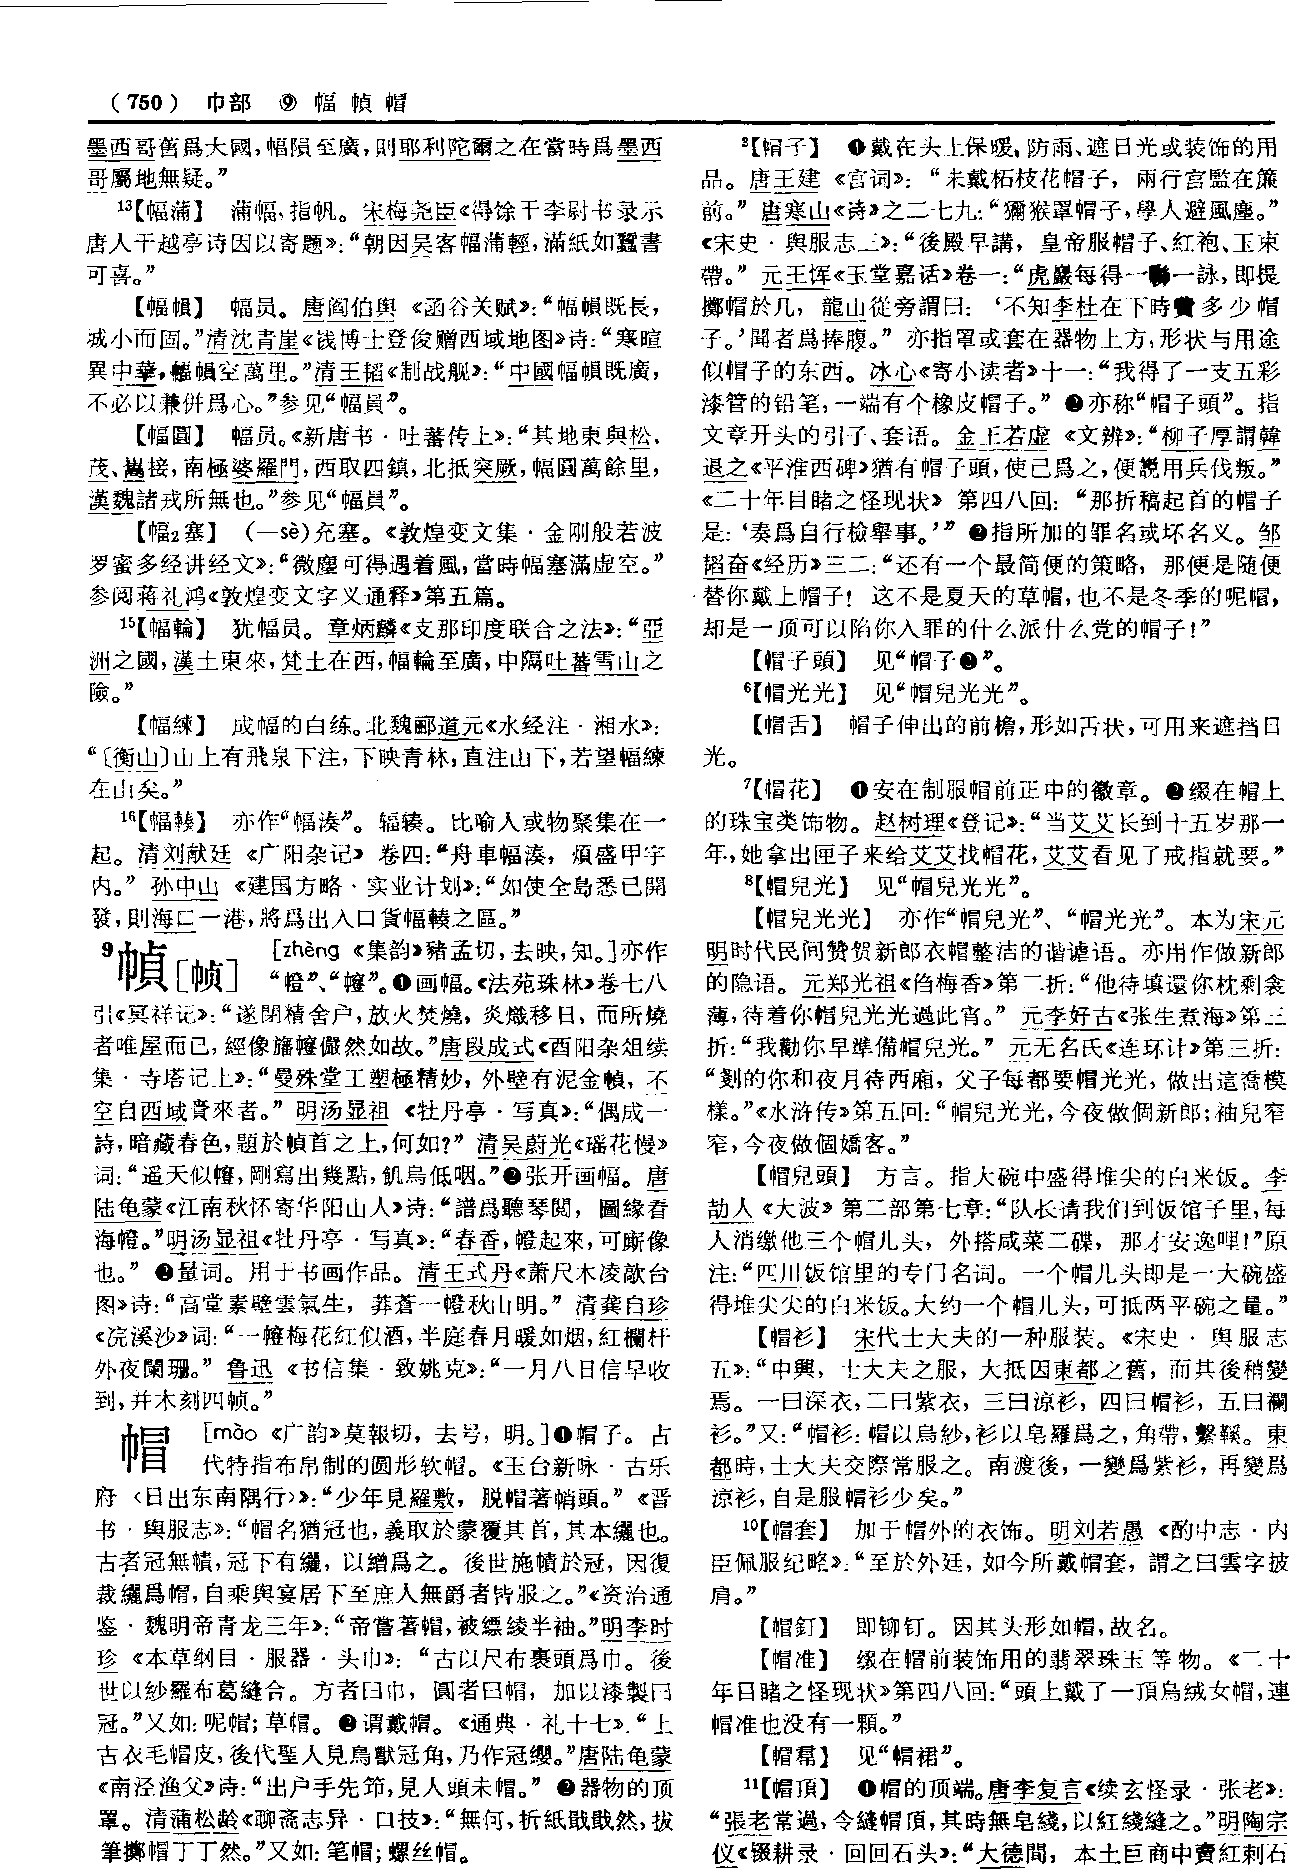 (750) 巾部 ⑨ 幅幀帽
墨西哥舊爲大國，幅隕至廣，則耶利陀爾之在當時爲墨西
哥屬地無疑。”
13【幅蒲】 蒲幅，指帆。宋梅尧臣《得馀干李尉书录示
唐人于越亭诗因以寄题》：“朝因吴客幅蒲輕，滿紙如蠶書
可喜。”
【幅幀】 幅员。唐阎伯舆《函谷关赋》：“幅幀既長，
城小而固。”清沈青崖《钱博士登俊赠西域地图》诗：“寒暄
異中華，幅幀空萬里。”清王韬《制战舰》：“中國幅幀既廣，
不必以兼併爲心。”参见“幅員”。
【幅圓】 幅员。《新唐书·吐蕃传上》：“其地東與松、
茂、巂接，南極婆羅門，西取四鎮，北抵突厥，幅圓萬餘里，
漢魏諸戎所無也。”参见“幅員”。
【幅₂塞】 (—sè)充塞。《敦煌变文集·金刚般若波
罗蜜多经讲经文》：“微塵可得遇着風，當時幅塞滿虚空。”
参阅蒋礼鸿《敦煌变文字义通释》第五篇。
15【幅輪】 犹幅员。章炳麟《支那印度联合之法》：“亞
洲之國，漢土東來，梵土在西，幅輪至廣，中隔吐蕃雪山之
險。”
【幅練】 成幅的白练。北魏郦道元《水经注·湘水》：
“〔衡山〕山上有飛泉下注，下映青林，直注山下，若望幅練
在山矣。”
16【幅輳】 亦作“幅湊”。辐辏。比喻人或物聚集在一
起。清刘献廷《广阳杂记》卷四：“舟車幅湊，煩盛甲宇
内。”孙中山《建国方略·实业计划》：“如使全島悉已開
發，則海口一港，將爲出入口貨幅輳之區。”
9幀［帧］ [zhèng《集韵》豬孟切，去映，知。]亦作
“㡧”、“㡠”。❶画幅。《法苑珠林》卷七八
引《冥祥记》：“遂閉積舍户，放火焚燒，炎熾移日，而所燒
者唯屋而已，經像旛㡠儼然如故。”唐段成式《酉阳杂俎续
集·寺塔记上》：“曼殊堂工塑極精妙，外壁有泥金幀，不
空自西域賫來者。”明汤显祖《牡丹亭·写真》：“偶成一
詩，暗藏春色，題於幀首之上，何如？”清吴蔚光《瑶花慢》
词：“遥天似㡠，剛寫出幾點，飢烏低咽。”❷张开画幅。唐
陆龟蒙《江南秋怀寄华阳山人》诗：“譜爲聽琴閲，圖緣看
海㡧。”明汤显祖《牡丹亭·写真》：“春香，㡧起來，可廝像
也。”❸量词。用于书画作品。清王式丹《萧尺木凌歊台
图》诗：“高堂素壁雲氣生，莽蒼一㡧秋山明。”清龚自珍
《浣溪沙》词：“一㡠梅花红似酒，半庭春月暖如烟，紅欄杆
外夜闌珊。”鲁迅《书信集·致姚克》：“一月八日信早收
到，并木刻四帧。”
帽 [mào《广韵》莫報切，去号，明。]❶帽子。古
代特指布帛制的圆形软帽。《玉台新咏·古乐
府〈日出东南隅行〉》：“少年見羅敷，脱帽著帩頭。”《晋
书·舆服志》：“帽名猶冠也，義取於蒙覆其首，其本纚也。
古者冠無幘，冠下有纚，以繒爲之。後世施幘於冠，因復
裁纚爲帽，自乘輿宴居下至庶人無爵者皆服之。”《资治通
鉴·魏明帝青龙三年》：“帝嘗著帽，被縹綾半袖。”明李时
珍《本草纲目·服器·头巾》：“古以尺布裹頭爲巾。後
世以紗羅布葛縫合。方者曰巾，圓者曰帽，加以漆製曰
冠。”又如：呢帽；草帽。❷谓戴帽。《通典·礼十七》：“上
古衣毛帽皮，後代聖人見鳥獸冠角，乃作冠纓。”唐陆龟蒙
《南泾渔父》诗：“出户手先笻，見人頭未帽。”❸器物的顶
罩。清蒲松龄《聊斋志异·口技》：“無何，折紙戢戢然，拔
筆擲帽丁丁然。”又如：笔帽；螺丝帽。
2【帽子】 ❶戴在头上保暖，防雨、遮日光或装饰的用
品。唐王建《宫词》：“未戴柘枝花帽子，兩行宫監在簾
前。”唐寒山《诗》之二七九：“獼猴罩帽子，學人避風塵。”
《宋史·舆服志三》：“後殿早講，皇帝服帽子、紅袍、玉束
帶。”元王恽《玉堂嘉话》卷一：“虎巖每得一聯一詠，即提
擲帽於几，龍山從旁謂曰：‘不知李杜在下時費多少帽
子。’聞者爲捧腹。”亦指罩或套在器物上方，形状与用途
似帽子的东西。冰心《寄小读者》十一：“我得了一支五彩
漆管的铅笔，一端有个橡皮帽子。”❷亦称“帽子頭”。指
文章开头的引子、套语。金王若虚《文辨》：“柳子厚謂韓
退之《平淮西碑》猶有帽子頭，使己爲之，便説用兵伐叛。”
《二十年目睹之怪现状》第四八回：“那折稿起首的帽子
是：‘奏爲自行檢舉事。’”❸指所加的罪名或坏名义。邹
韬奋《经历》三二：“还有一个最简便的策略，那便是随便
替你戴上帽子！这不是夏天的草帽，也不是冬季的呢帽，
却是一顶可以陷你入罪的什么派什么党的帽子！”
【帽子頭】 见“帽子❷”。
6【帽光光】 见“帽兒光光”。
【帽舌】 帽子伸出的前檐，形如舌状，可用来遮挡日
光。
7【帽花】 ❶安在制服帽前正中的徽章。❷缀在帽上
的珠宝类饰物。赵树理《登记》：“当艾艾长到十五岁那一
年，她拿出匣子来给艾艾找帽花，艾艾看见了戒指就要。”
8【帽兒光】 见“帽兒光光”。
【帽兒光光】 亦作“帽兒光”、“帽光光”。本为宋元
明时代民间赞贺新郎衣帽整洁的谐谑语。亦用作做新郎
的隐语。元郑光祖《㑇梅香》第二折：“他待填還你枕剩衾
薄，待着你帽兒光光過此宵。”元李好古《张生煮海》第三
折：“我勸你早準備帽兒光。”元无名氏《连环计》第三折：
“剗的你和夜月待西廂，父子每都要帽光光，做出這喬模
樣。”《水浒传》第五回：“帽兒光光，今夜做個新郎；袖兒窄
窄，今夜做個嬌客。”
【帽兒頭】 方言。指大碗中盛得堆尖的白米饭。李
劼人《大波》第二部第七章：“队长请我们到饭馆子里，每
人消缴他三个帽儿头，外搭咸菜二碟，那才安逸哩！”原
注：“四川饭馆里的专门名词。一个帽儿头即是一大碗盛
得堆尖尖的白米饭。大约一个帽儿头，可抵两平碗之量。”
【帽衫】 宋代士大夫的一种服装。《宋史·舆服志
五》：“中興，士大夫之服，大抵因東都之舊，而其後稍變
焉。一曰深衣，二曰紫衣，三曰凉衫，四曰帽衫，五曰襴
衫。”又：“帽衫：帽以烏紗，衫以皂羅爲之，角帶，繫鞵。東
都時，士大夫交際常服之。南渡後，一變爲紫衫，再變爲
凉衫，自是服帽衫少矣。”
10【帽套】 加于帽外的衣饰。明刘若愚《酌中志·内
臣佩服纪略》：“至於外廷，如今所戴帽套，謂之曰雲字披
肩。”
【帽釘】 即铆钉。因其头形如帽，故名。
【帽准】 缀在帽前装饰用的翡翠珠玉等物。《二十
年目睹之怪现状》第四八回：“頭上戴了一頂烏絨女帽，連
帽准也没有一顆。”
【帽帬】 见“帽裙”。
11【帽頂】 ❶帽的顶端。唐李复言《续玄怪录·张老》：
“張老常過，令縫帽頂，其時無皂綫，以紅綫縫之。”明陶宗
仪《辍耕录·回回石头》：“大德間，本土巨商中賣紅剌石